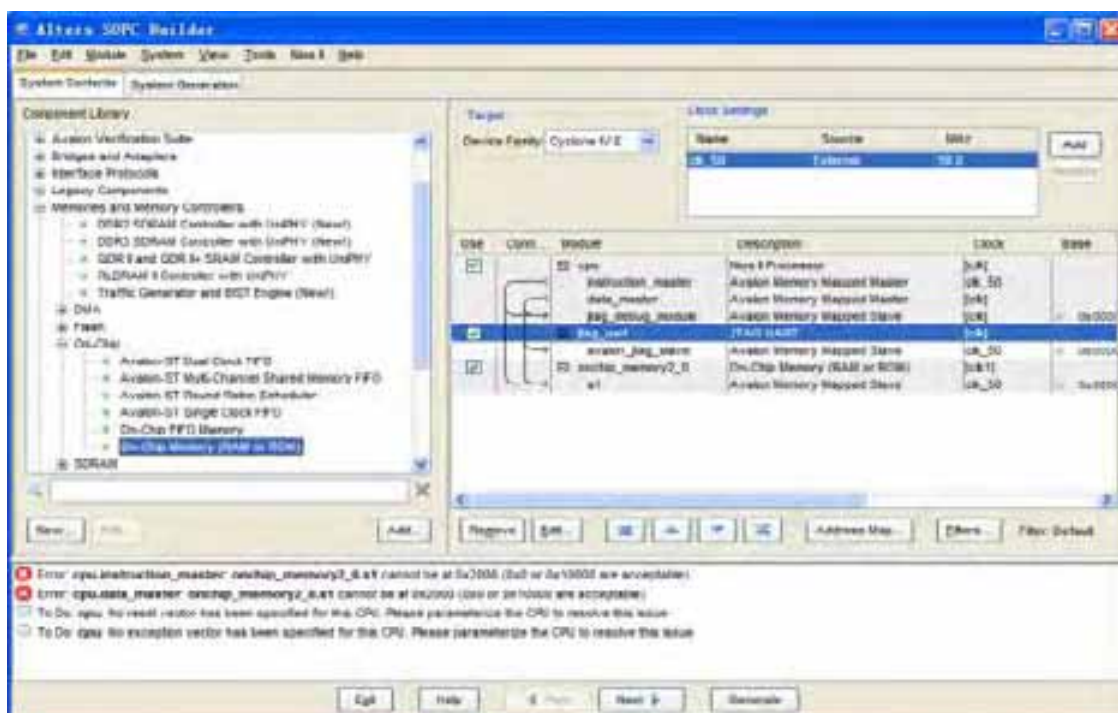 Altera SOPC Builder
File Edit Module System View Tools Nios II Help
System Contents System Generation
Component Library
Avalon Verification Suite
Bridges and Adapters
Interface Protocols
Legacy Components
Memories and Memory Controllers
DDR2 SDRAM Controller with UniPHY (New!)
DDR3 SDRAM Controller with UniPHY (New!)
QDR II and QDR II+ SRAM Controller with UniPHY
RLDRAM II Controller with UniPHY
Traffic Generator and BIST Engine (New!)
DMA
Flash
On-Chip
Avalon-ST Dual Clock FIFO
Avalon-ST Multi-Channel Shared Memory FIFO
Avalon-ST Round Robin Scheduler
Avalon-ST Single Clock FIFO
On-Chip FIFO Memory
On-Chip Memory (RAM or ROM)
SDRAM
New... Add...
Target
Device Family: Cyclone IV E
Clock Settings
Name Source MHz
clk_50 External
Add
Use Conn... Module Description Clock Base
cpu Nios II Processor [clk]
instruction_master Avalon Memory Mapped Master clk_50
data_master Avalon Memory Mapped Master [clk]
jtag_debug_module Avalon Memory Mapped Slave [clk]
jtag_uart JTAG UART [clk]
avalon_jtag_slave Avalon Memory Mapped Slave clk_50
onchip_memory2_0 On-Chip Memory (RAM or ROM) [clk1]
s1 Avalon Memory Mapped Slave clk_50
Remove Edit... Address Map... Filters... Filter: Default
Error: cpu.instruction_master: onchip_memory2_0.s1 cannot be at 0x2000 (0x0 or 0x10000 are acceptable)
Error: cpu.data_master: onchip_memory2_0.s1 cannot be at 0x2000 (0x0 or 0x10000 are acceptable)
To Do: cpu: No reset vector has been specified for this CPU. Please parameterize the CPU to resolve this issue
To Do: cpu: No exception vector has been specified for this CPU. Please parameterize the CPU to resolve this issue
Exit Help Prev Next Generate